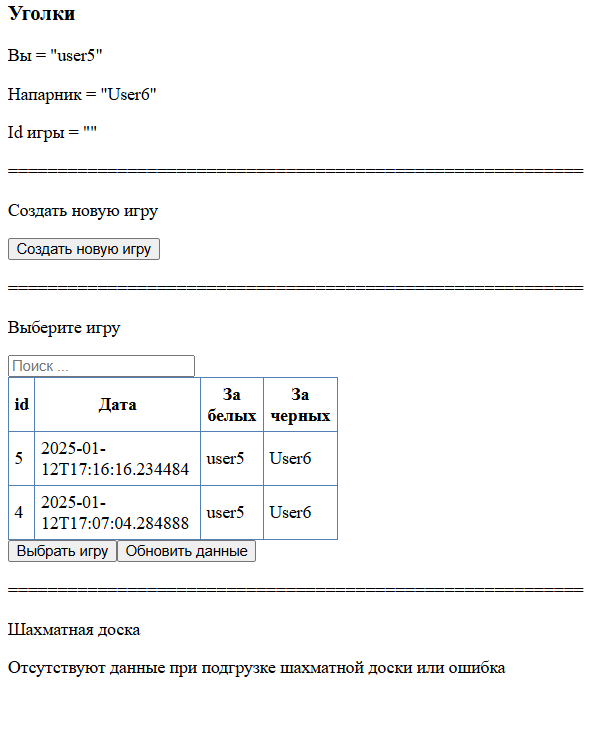 Уголки
Вы = "user5"
Напарник = "User6"
Id игры = ""
================================================================
Создать новую игру
Создать новую игру
================================================================
Выберите игру
Поиск ...
id Дата За белых За черных
5 2025-01-12T17:16:16.234484 user5 User6
4 2025-01-12T17:07:04.284888 user5 User6
Выбрать игру Обновить данные
================================================================
Шахматная доска
Отсутствуют данные при подгрузке шахматной доски или ошибка